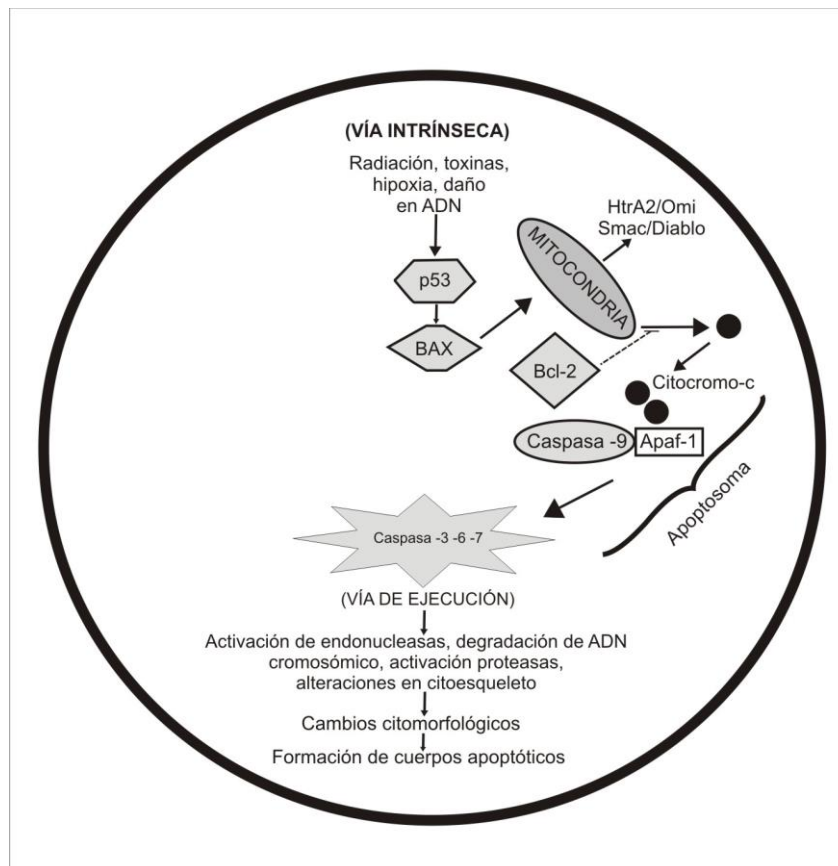 (VÍA INTRÍNSECA)
Radiación, toxinas,
hipoxia, daño
en ADN
p53
BAX
MITOCONDRIA
HtrA2/Omi
Smac/Diablo
Bcl-2
Citocromo-c
Caspasa -9
Apaf-1
Apoptosoma
Caspasa -3 -6 -7
(VÍA DE EJECUCIÓN)
Activación de endonucleasas, degradación de ADN
cromosómico, activación proteasas,
alteraciones en citoesqueleto
Cambios citomorfológicos
Formación de cuerpos apoptóticos